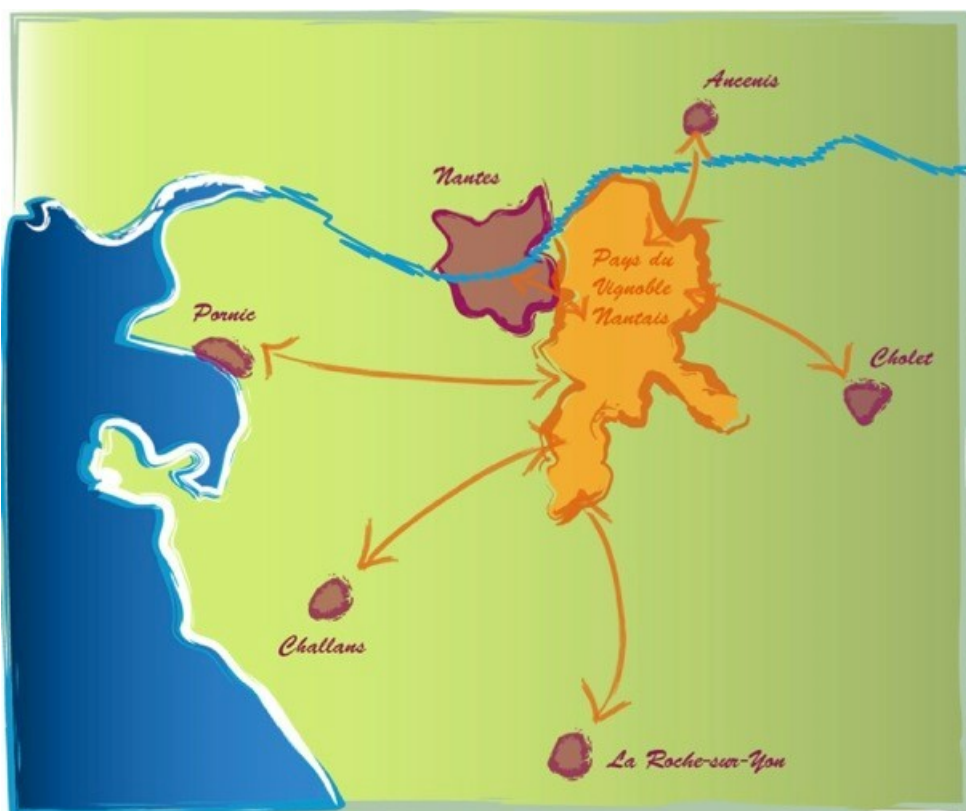 Ancenis
Nantes
Pays du
Vignoble
Nantais
Pornic
Cholet
Challans
La Roche-sur-Yon